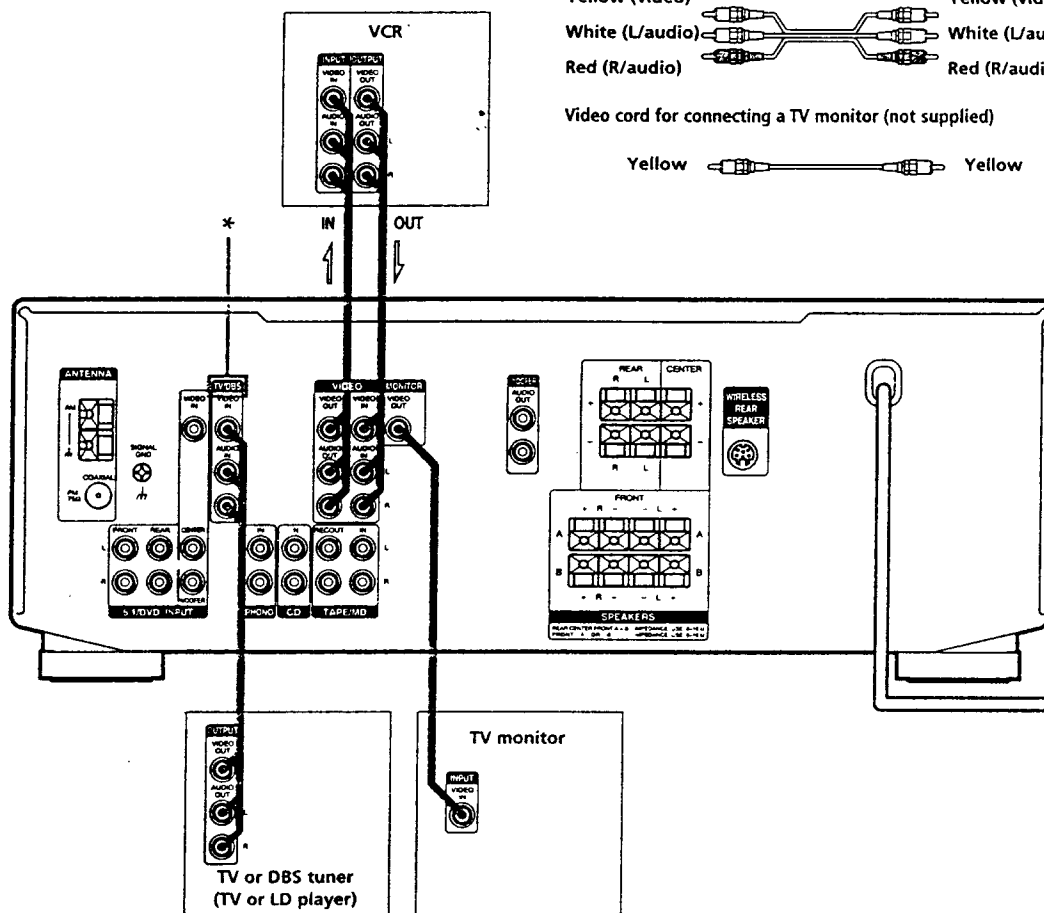 Yellow (video)
White (L/audio)
White (L/au
Red (R/audio)
Red (R/audi
Video cord for connecting a TV monitor (not supplied)
Yellow
Yellow
VCR
INPUT
OUTPUT
VIDEO IN
VIDEO OUT
AUDIO IN
AUDIO OUT
L
R
*
IN
OUT
ANTENNA
AM
COAXIAL
FM 75Ω
SIGNAL GND
VIDEO IN
TV/DBS
VIDEO IN
AUDIO IN
VIDEO
VIDEO OUT
VIDEO IN
AUDIO OUT
AUDIO IN
L
R
MONITOR
VIDEO OUT
AUDIO OUT
REAR
CENTER
R
L
+
+
–
–
R
L
WIRELESS
REAR
SPEAKER
FRONT
+ R – – L +
A
A
B
B
+ R – – L +
SPEAKERS
FRONT
REAR
CENTER
WOOFER
L
R
5.1/DVD INPUT
IN
PHONO
IN
CD
REC OUT
IN
L
R
TAPE/MD
OUTPUT
VIDEO OUT
AUDIO OUT
L
R
TV or DBS tuner
(TV or LD player)
TV monitor
INPUT
VIDEO IN